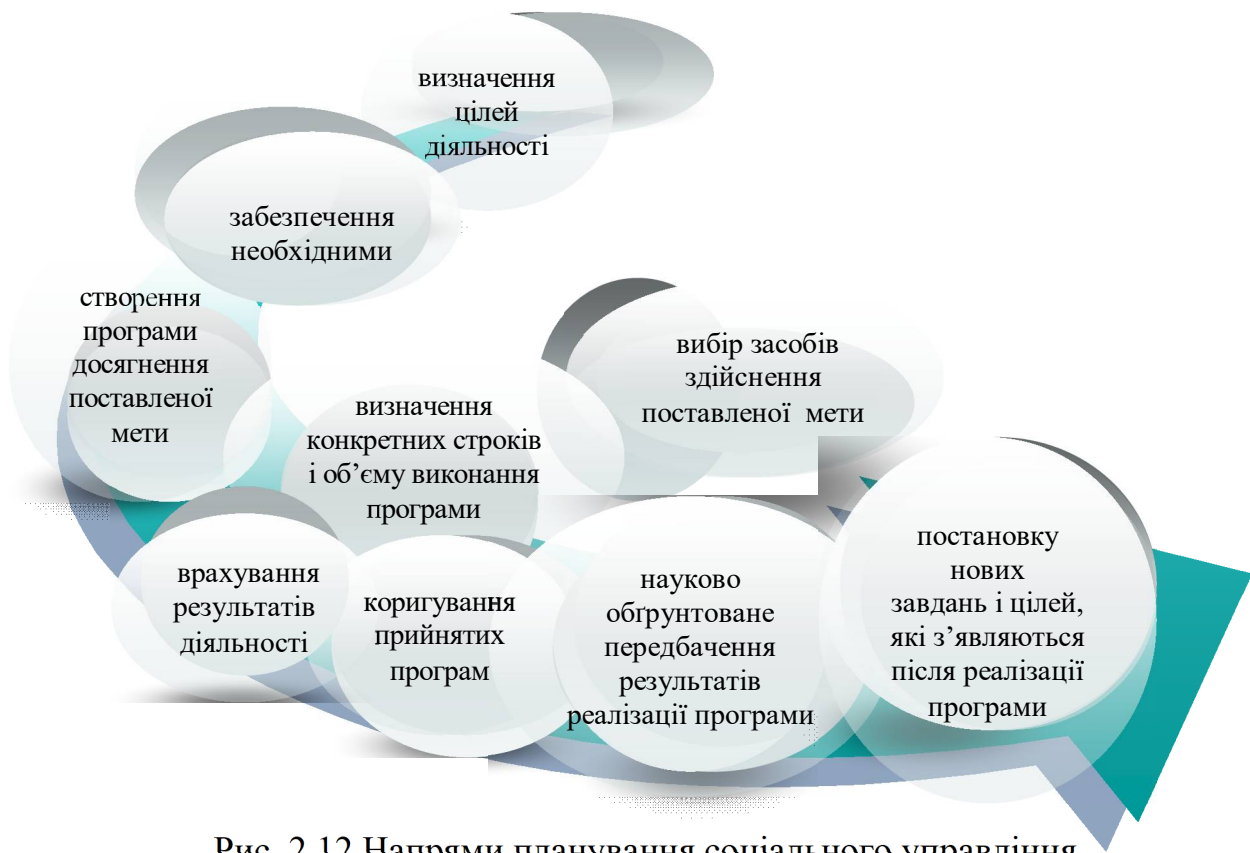 визначення
цілей
діяльності
забезпечення
необхідними
створення
програми
досягнення
поставленої
мети
визначення
конкретних строків
і об’єму виконання
програми
вибір засобів
здійснення
поставленої мети
врахування
результатів
діяльності
коригування
прийнятих
програм
науково
обґрунтоване
передбачення
результатів
реалізації програми
постановку
нових
завдань і цілей,
які з’являються
після реалізації
програми
Рис. 2.12 Напрями планування соціального управління